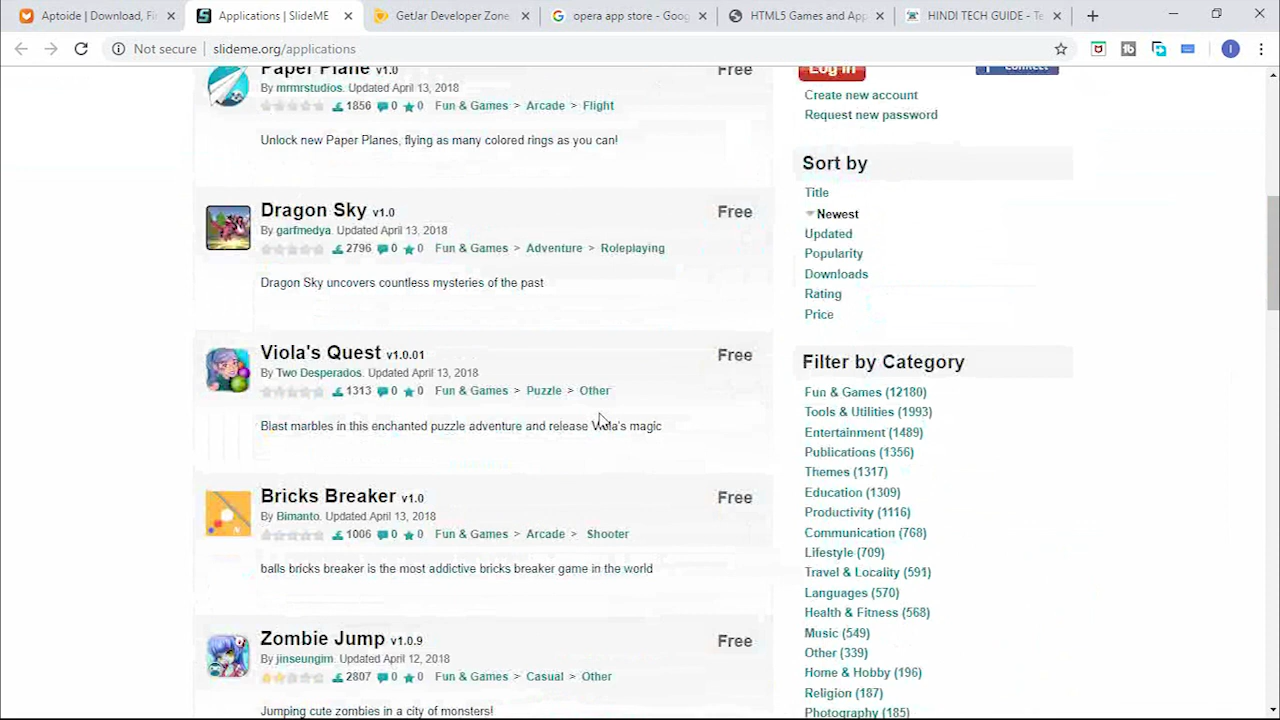 Aptoide | Download, Fi
Applications | SlideME
GetJar Developer Zone
opera app store - Goog
HTML5 Games and App
HINDI TECH GUIDE - Te
Not secure
slideme.org/applications
Paper Plane v1.0
Free
By mrmrstudios. Updated April 13, 2018
1856 0 0 Fun & Games > Arcade > Flight
Unlock new Paper Planes, flying as many colored rings as you can!
Dragon Sky v1.0
Free
By garfmedya. Updated April 13, 2018
2796 0 0 Fun & Games > Adventure > Roleplaying
Dragon Sky uncovers countless mysteries of the past
Viola's Quest v1.0.01
Free
By Two Desperados. Updated April 13, 2018
1313 0 0 Fun & Games > Puzzle > Other
Blast marbles in this enchanted puzzle adventure and release Viola's magic
Bricks Breaker v1.0
Free
By Bimanto. Updated April 13, 2018
1006 0 0 Fun & Games > Arcade > Shooter
balls bricks breaker is the most addictive bricks breaker game in the world
Zombie Jump v1.0.9
Free
By jinseungim. Updated April 12, 2018
2807 0 0 Fun & Games > Casual > Other
Jumping cute zombies in a city of monsters!
Log in
Connect
Create new account
Request new password
Sort by
Title
Newest
Updated
Popularity
Downloads
Rating
Price
Filter by Category
Fun & Games (12180)
Tools & Utilities (1993)
Entertainment (1489)
Publications (1356)
Themes (1317)
Education (1309)
Productivity (1116)
Communication (768)
Lifestyle (709)
Travel & Locality (591)
Languages (570)
Health & Fitness (568)
Music (549)
Other (339)
Home & Hobby (196)
Religion (187)
Photography (185)